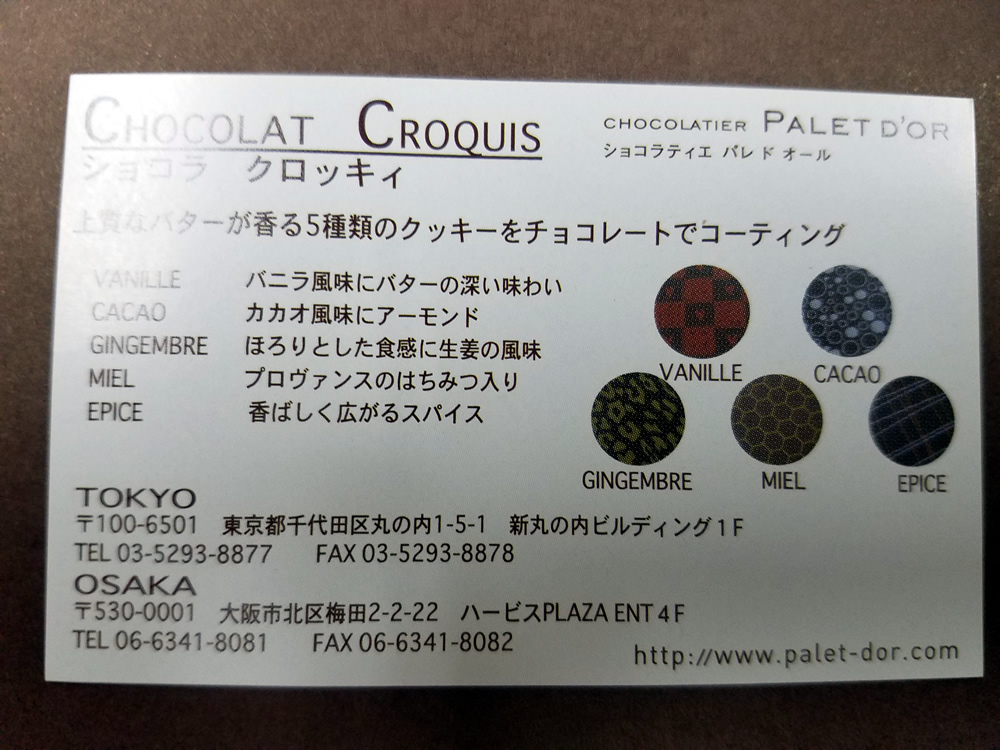 CHOCOLAT CROQUIS
ショコラ クロッキィ
CHOCOLATIER PALET D'OR
ショコラティエ パレ ド オール
上質なバターが香る5種類のクッキーをチョコレートでコーティング
VANILLE バニラ風味にバターの深い味わい
CACAO カカオ風味にアーモンド
GINGEMBRE ほろりとした食感に生姜の風味
MIEL プロヴァンスのはちみつ入り
EPICE 香ばしく広がるスパイス
VANILLE CACAO
GINGEMBRE MIEL EPICE
TOKYO
〒100-6501 東京都千代田区丸の内1-5-1 新丸の内ビルディング1F
TEL 03-5293-8877 FAX 03-5293-8878
OSAKA
〒530-0001 大阪市北区梅田2-2-22 ハービスPLAZA ENT 4F
TEL 06-6341-8081 FAX 06-6341-8082
http://www.palet-dor.com